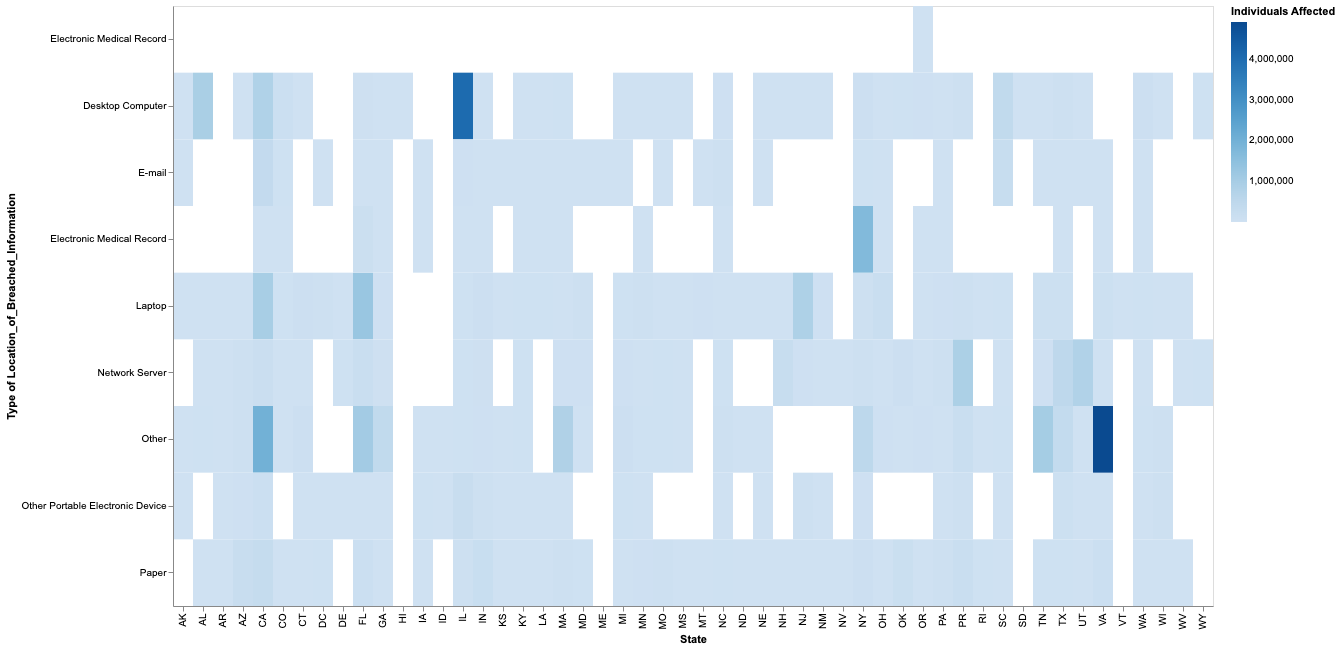 Individuals Affected
4,000,000
3,000,000
2,000,000
1,000,000
Type of Location_of_Breached_Information
Electronic Medical Record
Desktop Computer
E-mail
Electronic Medical Record
Laptop
Network Server
Other
Other Portable Electronic Device
Paper
AK AL AR AZ CA CO CT DC DE FL GA HI IA ID IL IN KS KY LA MA MD ME MI MN MO MS MT NC ND NE NH NJ NM NV NY OH OK OR PA PR RI SC SD TN TX UT VA VT WA WI WV WY
State